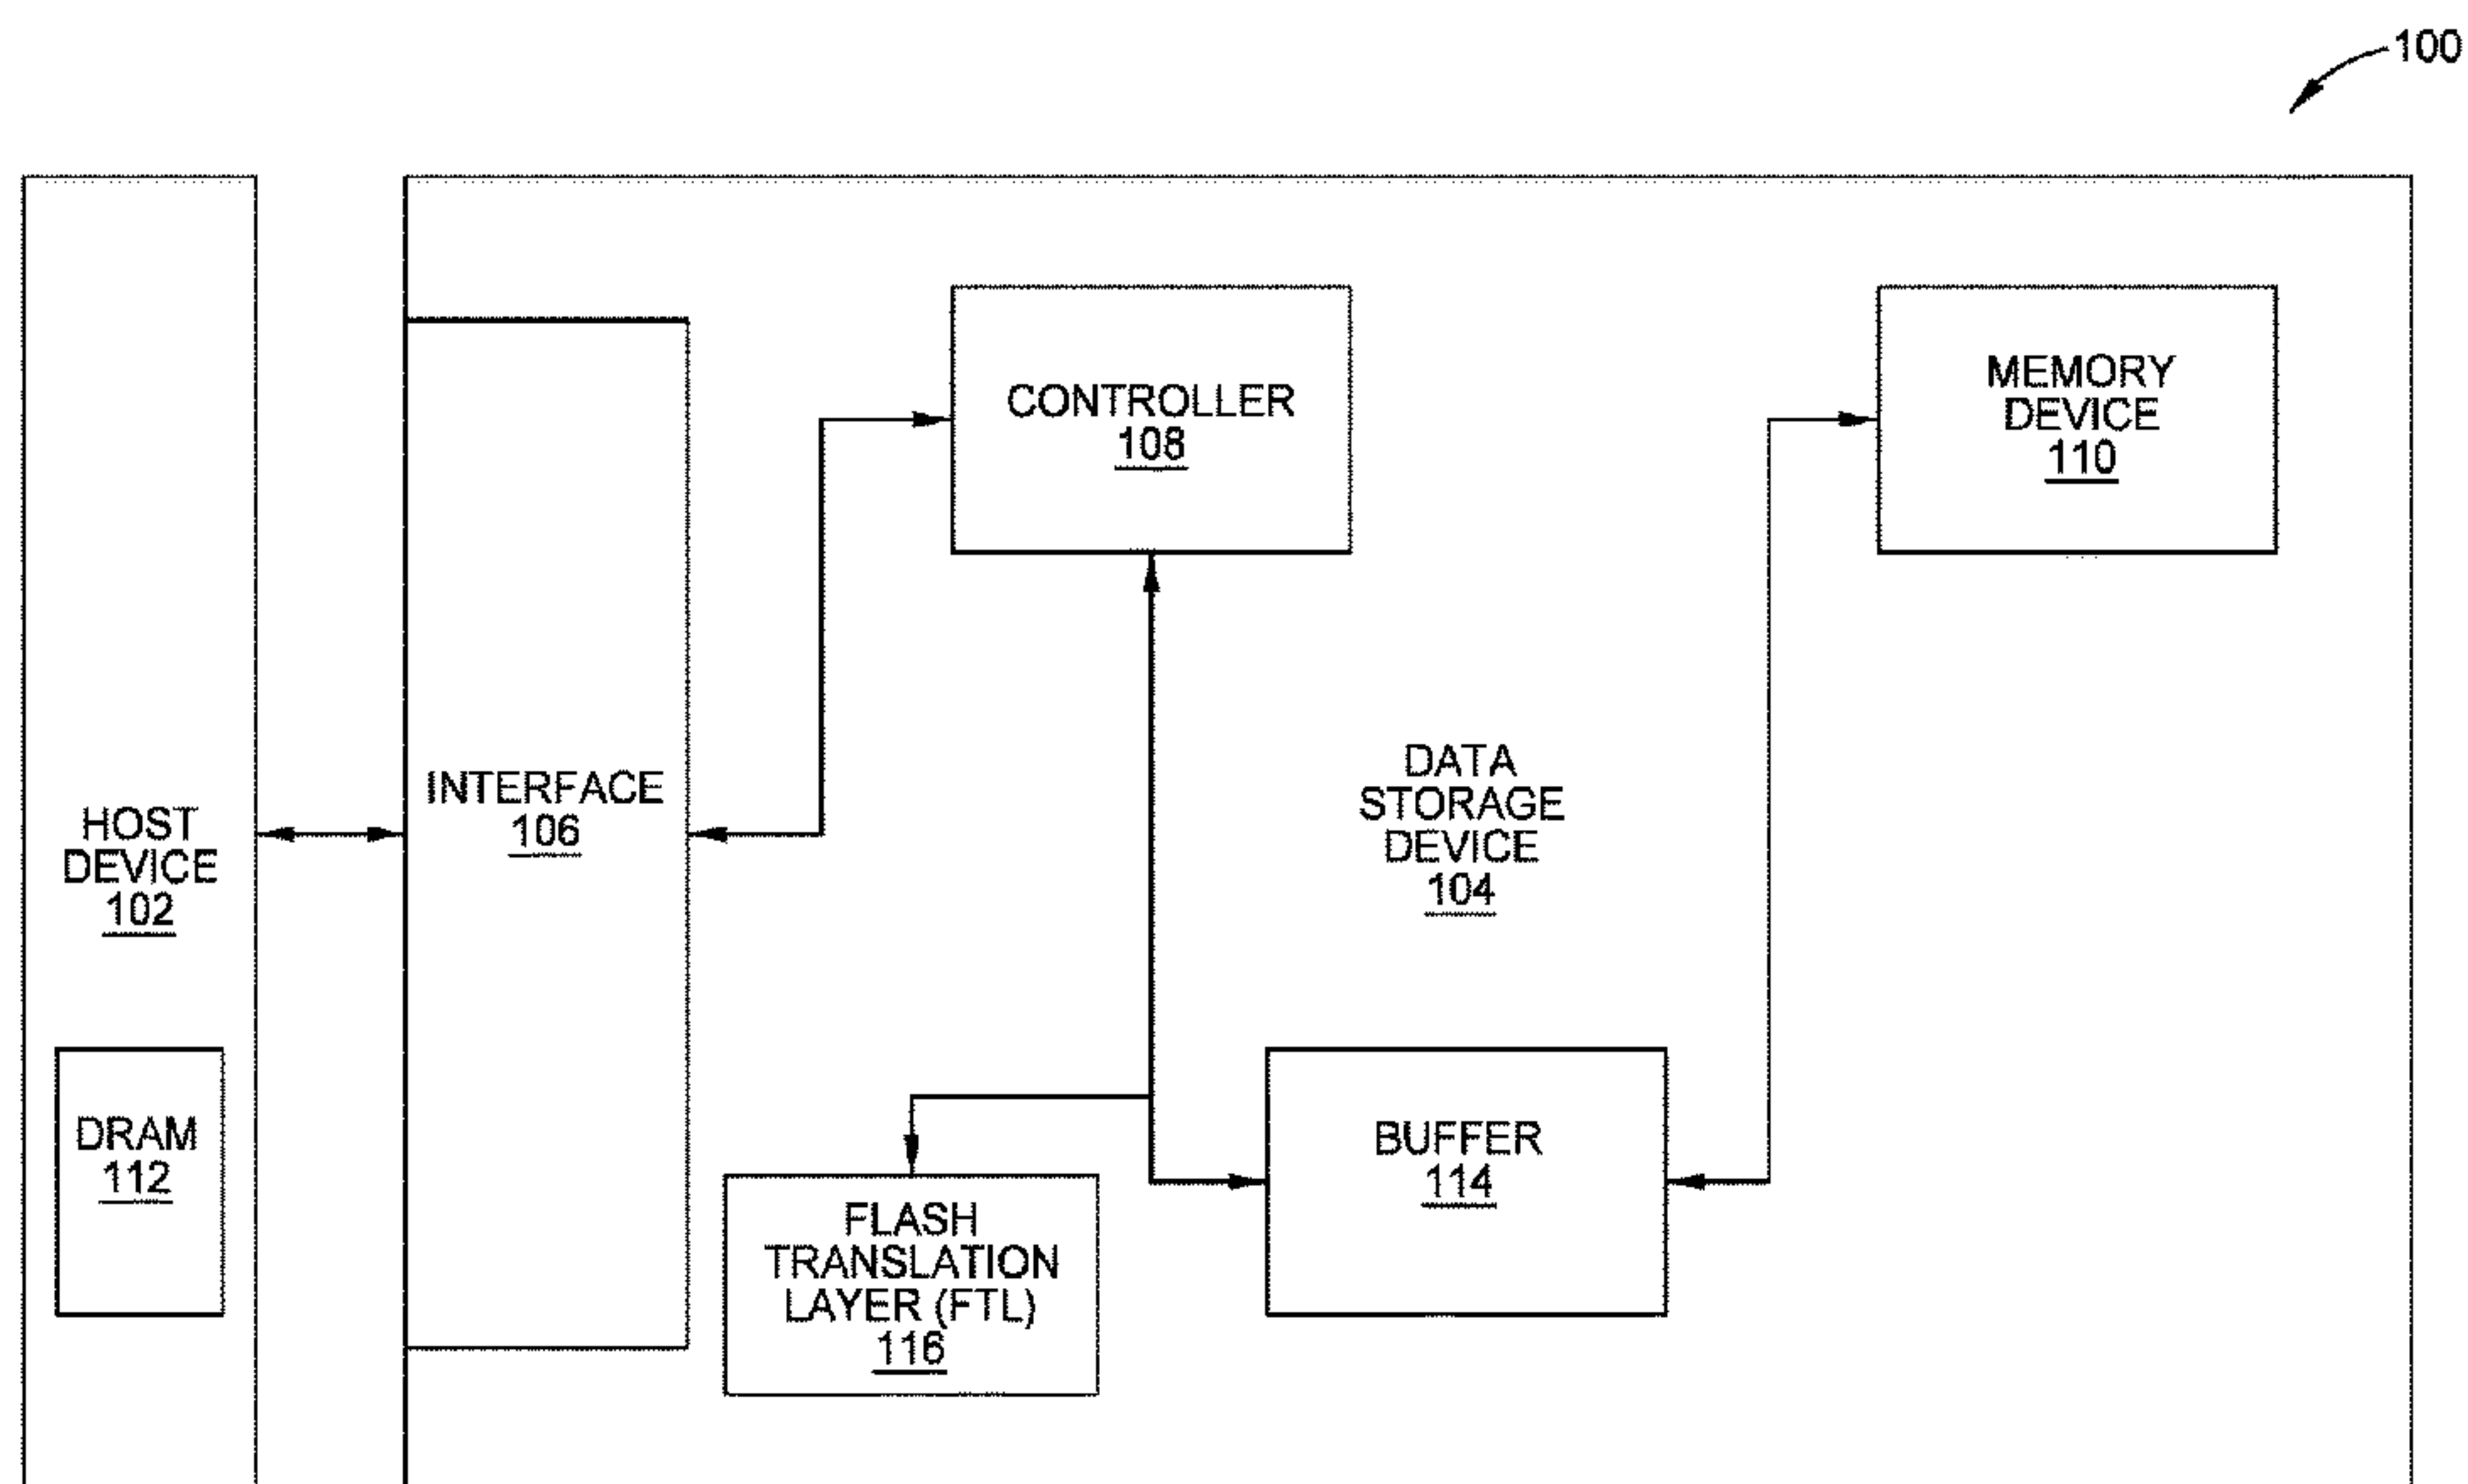 100
CONTROLLER
108
MEMORY
DEVICE
110
INTERFACE
106
HOST
DEVICE
102
DATA
STORAGE
DEVICE
104
DRAM
112
BUFFER
114
FLASH
TRANSLATION
LAYER (FTL)
116